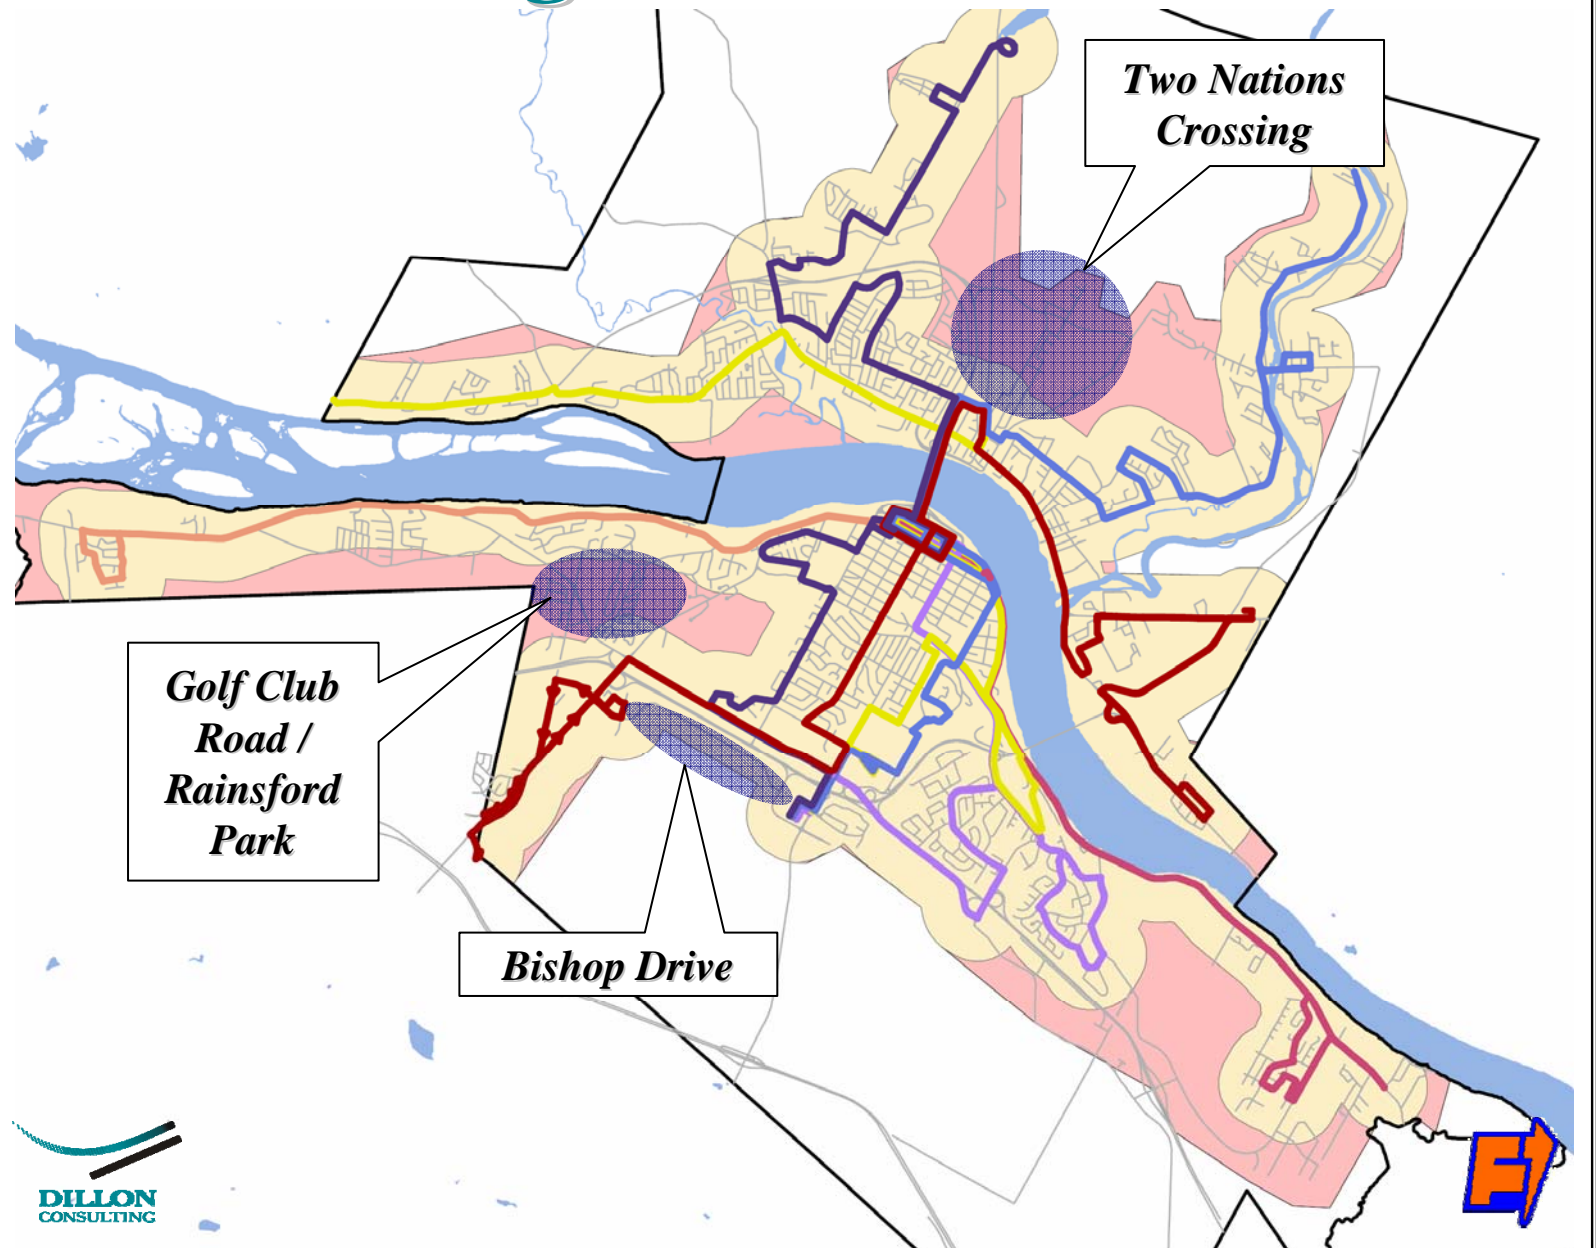 Two Nations
Crossing
Golf Club
Road /
Rainsford
Park
Bishop Drive
DILLON
CONSULTING